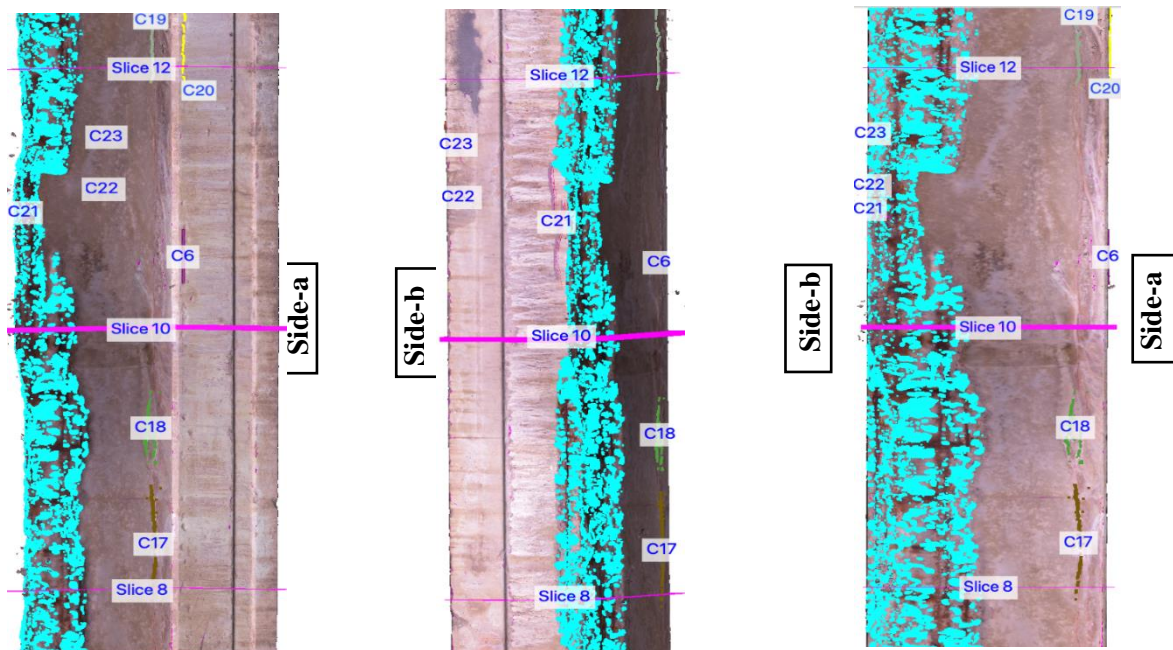 C19
Slice 12
C20
C23
C22
C21
C6
Side-a
Slice 10
C18
C17
Slice 8
Slice 12
C23
C22
C21
C6
Side-b
Slice 10
C18
C17
Slice 8
C19
Slice 12
C20
C23
C22
C21
C6
Side-b
Side-a
Slice 10
C18
C17
Slice 8